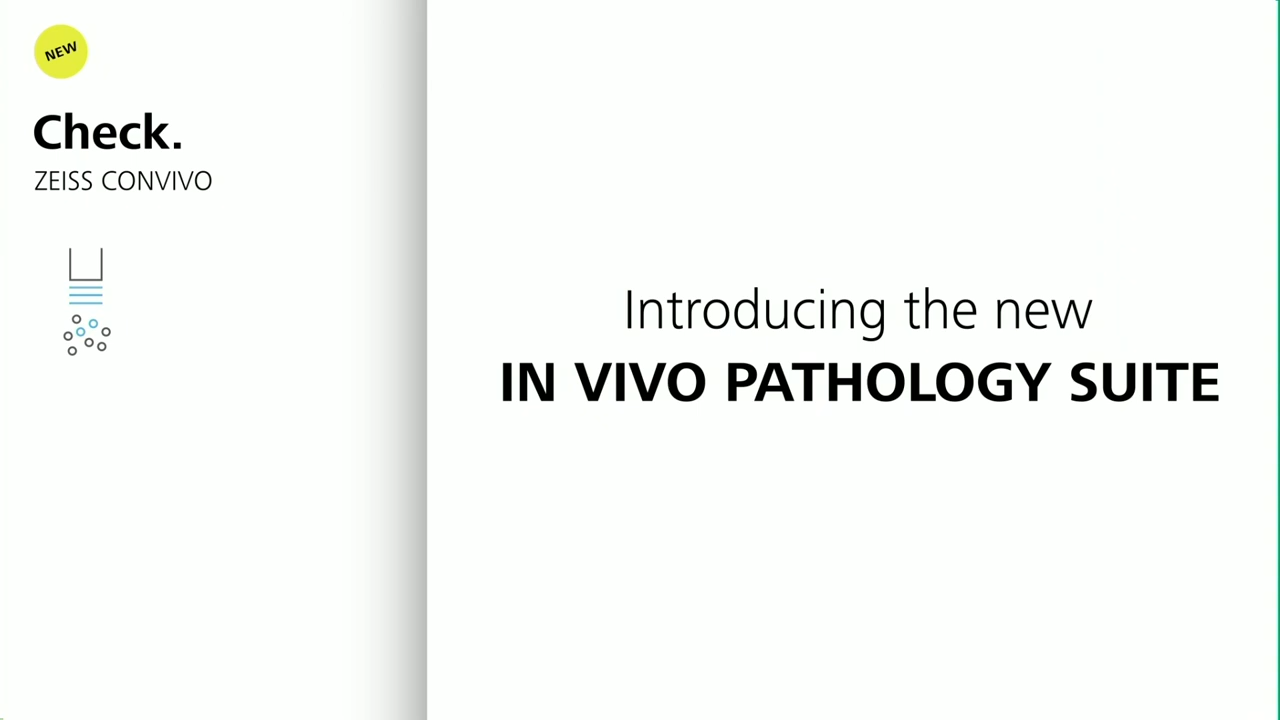 NEW
Check.
ZEISS CONVIVO
Introducing the new
IN VIVO PATHOLOGY SUITE